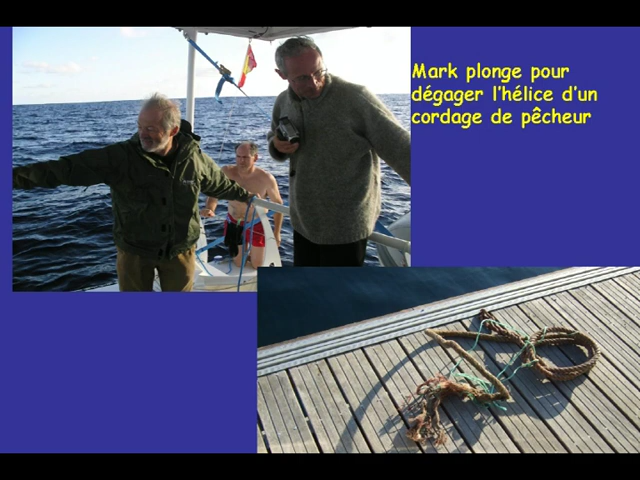 Mark plonge pour
dégager l'hélice d'un
cordage de pêcheur